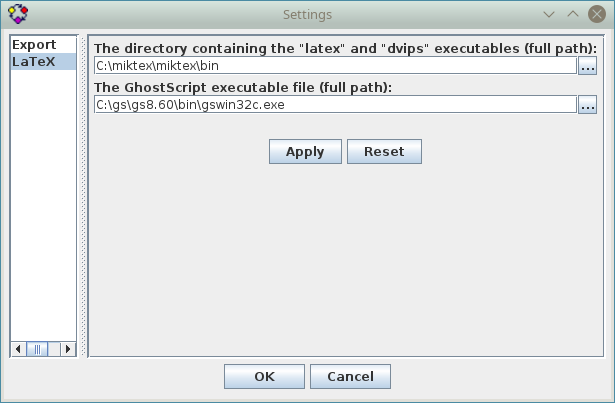 Settings
Export
LaTeX
The directory containing the "latex" and "dvips" executables (full path):
C:\miktex\miktex\bin
...
The GhostScript executable file (full path):
C:\gs\gs8.60\bin\gswin32c.exe
...
Apply Reset
OK Cancel